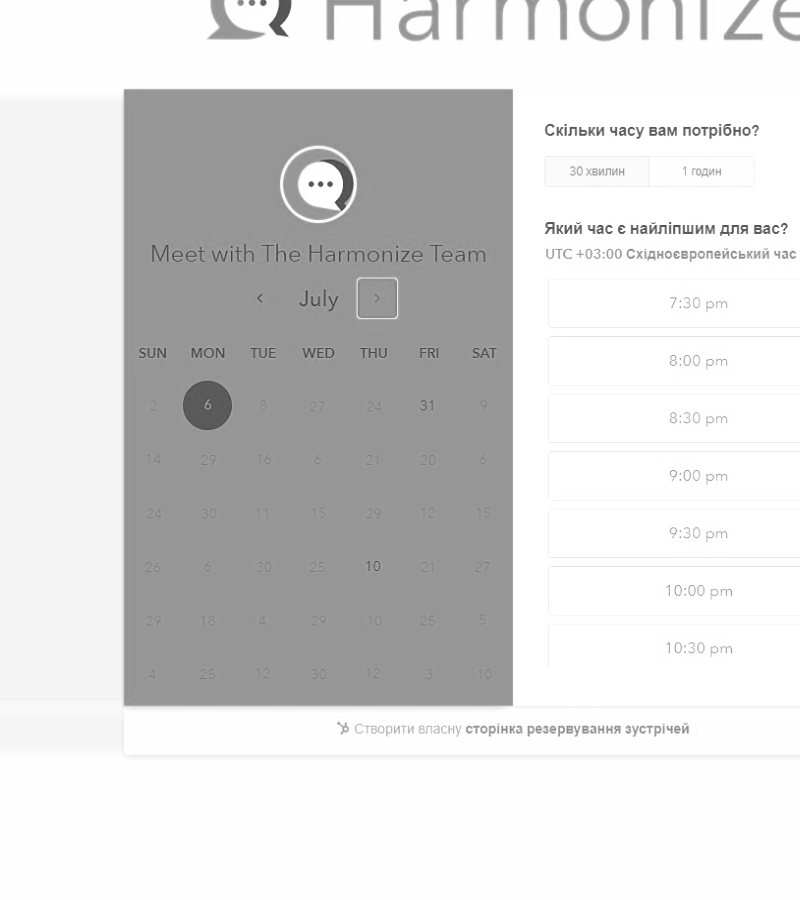 Harmonize
Meet with The Harmonize Team
July
SUN MON TUE WED THU FRI SAT
2 6 8 27 24 31 9
14 29 16 6 21 20 6
24 30 11 15 29 12 15
26 6 30 25 10 21 27
29 18 4 29 10 25 5
4 25 12 30 12 3 10
Скільки часу вам потрібно?
30 хвилин 1 годин
Який час є найліпшим для вас?
UTC +03:00 Східноєвропейський час
7:30 pm
8:00 pm
8:30 pm
9:00 pm
9:30 pm
10:00 pm
10:30 pm
Створити власну сторінка резервування зустрічей